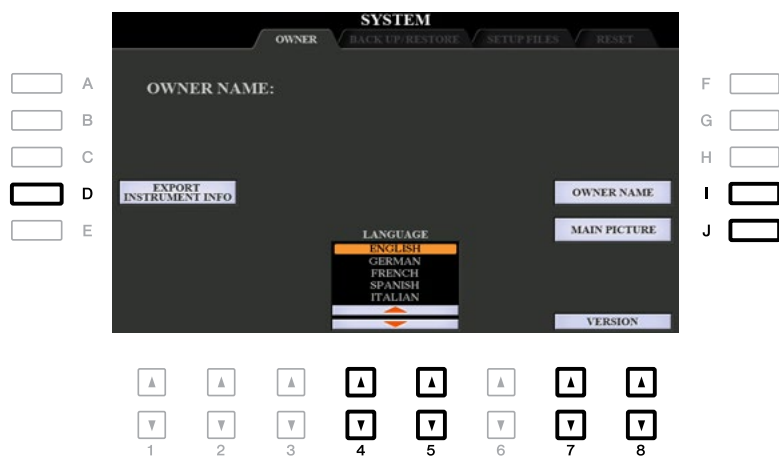 SYSTEM
OWNER BACK UP/RESTORE SETUP FILES RESET
A
OWNER NAME:
F
B
G
C
H
D
EXPORT
INSTRUMENT INFO
OWNER NAME
I
E
MAIN PICTURE
J
LANGUAGE
ENGLISH
GERMAN
FRENCH
SPANISH
ITALIAN
VERSION
1 2 3 4 5 6 7 8